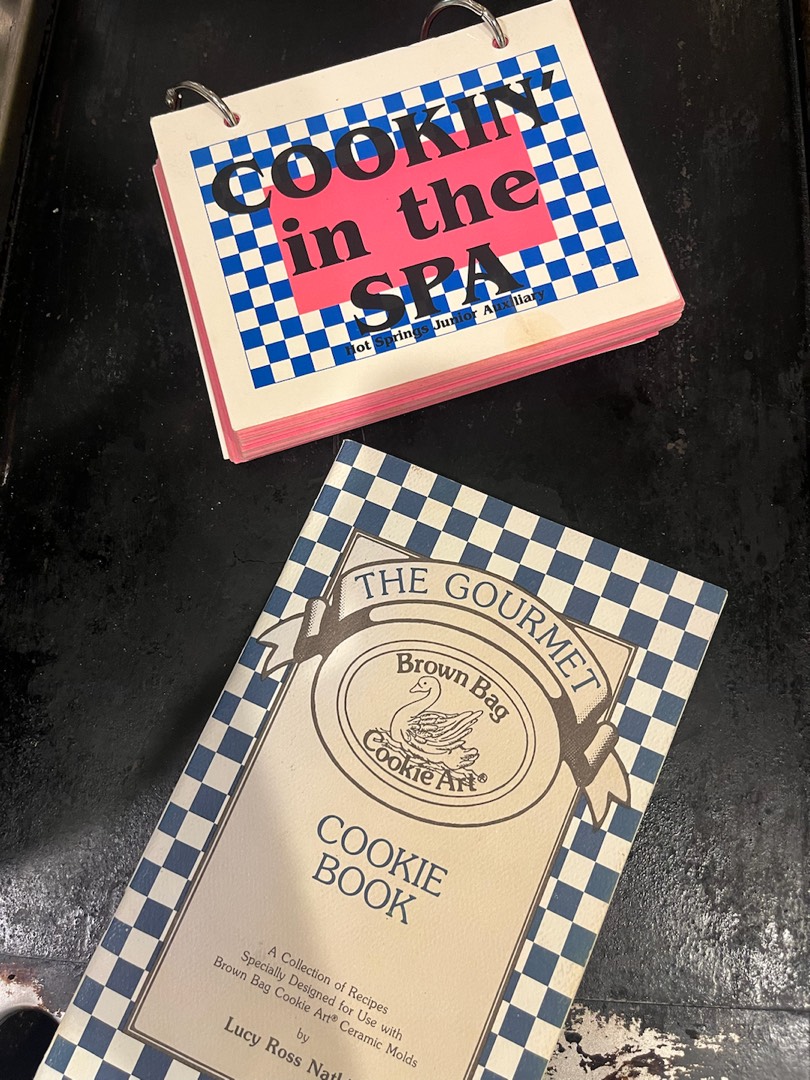 COOKIN'
in the
SPA
Hot Springs Junior Auxiliary
THE GOURMET
Brown Bag
Cookie Art®
COOKIE
BOOK
A Collection of Recipes
Specially Designed for Use with
Brown Bag Cookie Art® Ceramic Molds
by
Lucy Ross